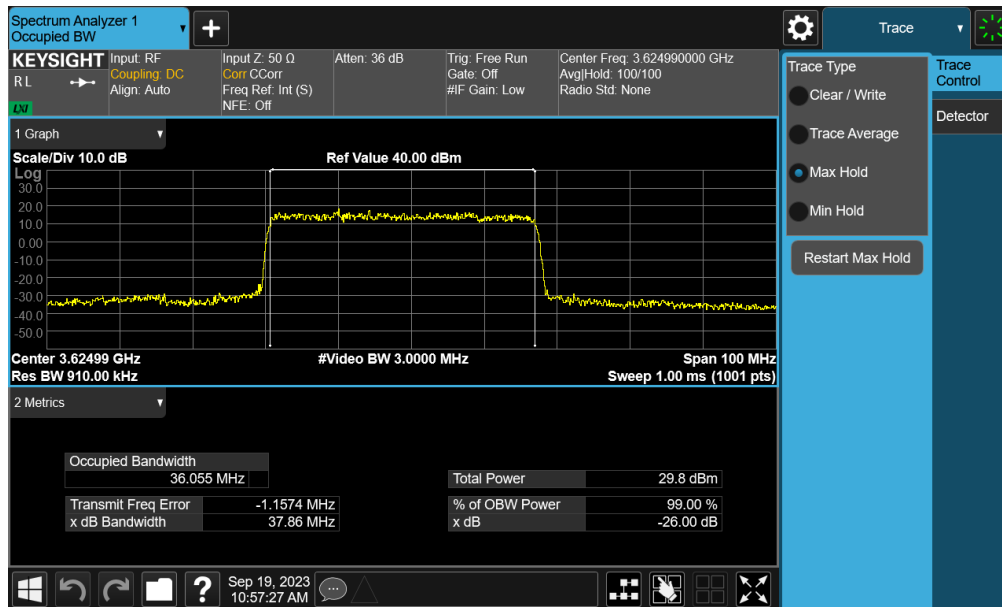 Spectrum Analyzer 1
Occupied BW
Trace
KEYSIGHT
R L
LXI
Input: RF
Coupling: DC
Align: Auto
Input Z: 50 Ω
Corr CCorr
Freq Ref: Int (S)
NFE: Off
Atten: 36 dB
Trig: Free Run
Gate: Off
#IF Gain: Low
Center Freq: 3.624990000 GHz
Avg|Hold: 100/100
Radio Std: None
Trace Type
Clear / Write
Trace Average
Max Hold
Min Hold
Restart Max Hold
Trace
Control
Detector
1 Graph
Scale/Div 10.0 dB
Ref Value 40.00 dBm
Log
30.0
20.0
10.0
0.00
-10.0
-20.0
-30.0
-40.0
-50.0
Center 3.62499 GHz
#Video BW 3.0000 MHz
Span 100 MHz
Res BW 910.00 kHz
Sweep 1.00 ms (1001 pts)
2 Metrics
Occupied Bandwidth
36.055 MHz
Total Power 29.8 dBm
Transmit Freq Error -1.1574 MHz
% of OBW Power 99.00 %
x dB Bandwidth 37.86 MHz
x dB -26.00 dB
?
Sep 19, 2023
10:57:27 AM